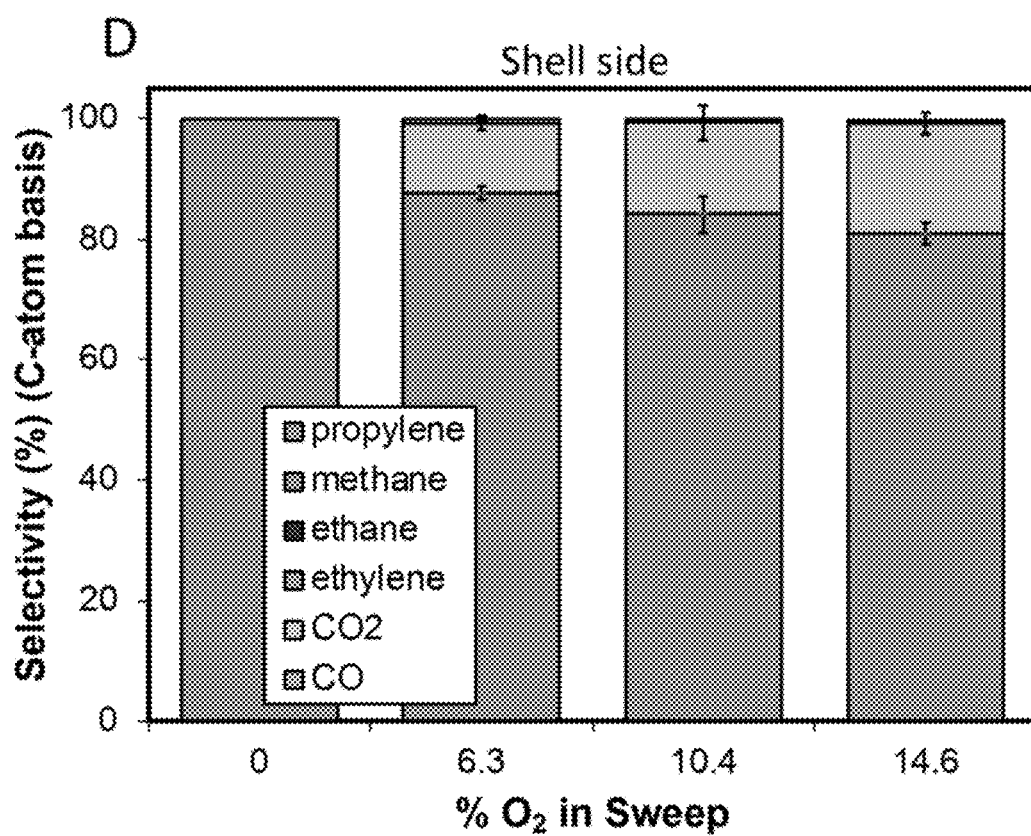 D
Shell side
Selectivity (%) (C-atom basis)
100
80
60
40
20
0
propylene
methane
ethane
ethylene
CO2
CO
0 6.3 10.4 14.6
% O₂ in Sweep